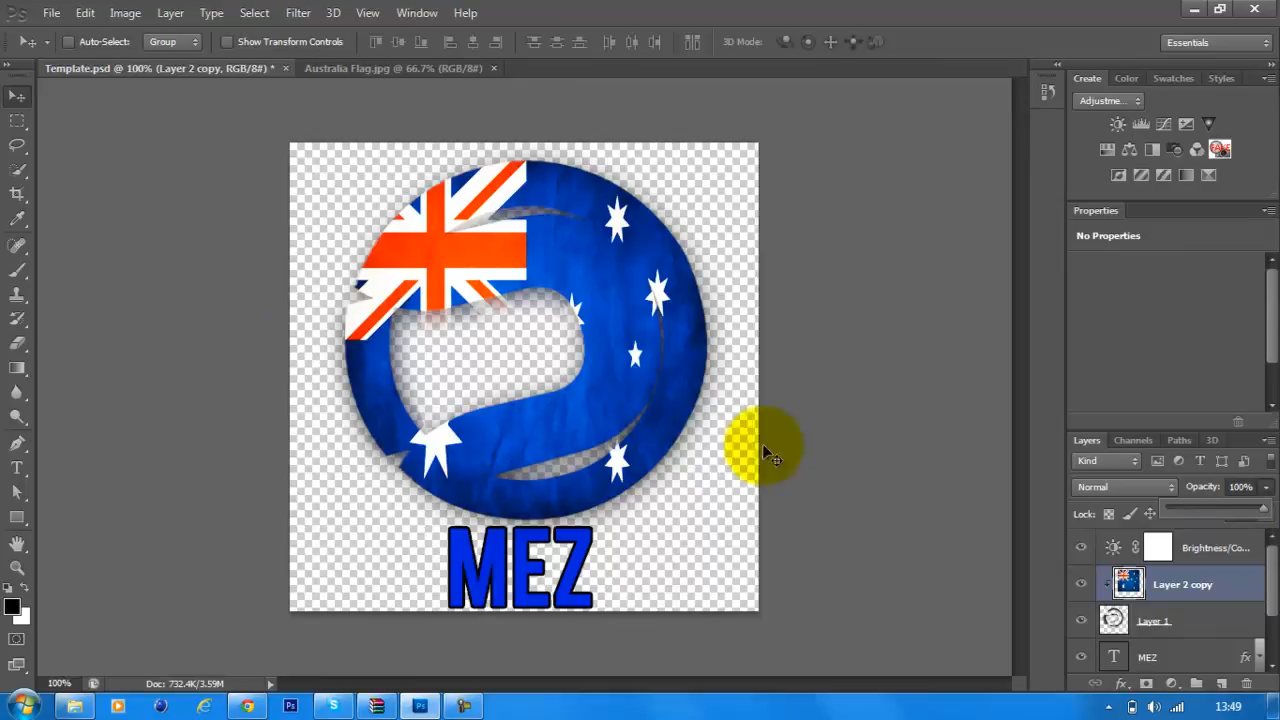 Ps File Edit Image Layer Type Select Filter 3D View Window Help
Auto-Select: Group Show Transform Controls 3D Mode: Essentials
Template.psd @ 100% (Layer 2 copy, RGB/8#) * × Australia Flag.jpg @ 66.7% (RGB/8#) ×
Create Color Swatches Styles
Adjustme...
Properties
No Properties
Layers Channels Paths 3D
Kind
Normal Opacity: 100%
Lock:
Brightness/Co...
Layer 2 copy
Layer 1
T MEZ fx
MEZ
100% Doc: 732.4K/3.59M
13:49